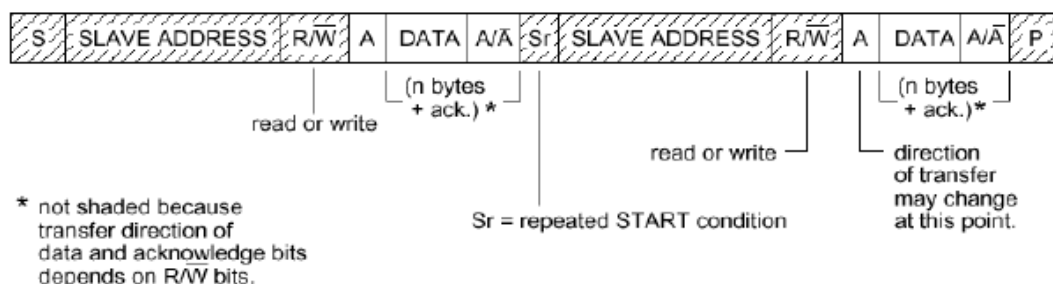 S SLAVE ADDRESS R/W̅ A DATA A/A̅ Sr SLAVE ADDRESS R/W̅ A DATA A/A̅ P
(n bytes
+ ack.) *
(n bytes
+ ack.) *
read or write
read or write
direction
of transfer
may change
at this point.
* not shaded because
transfer direction of
data and acknowledge bits
depends on R/W̅ bits.
Sr = repeated START condition